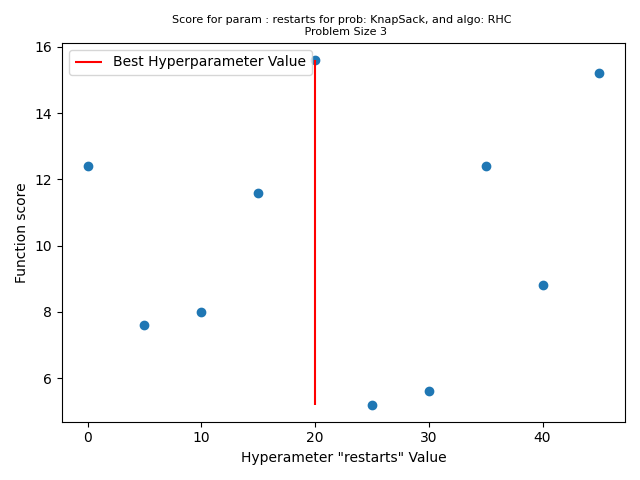 Score for param : restarts for prob: KnapSack, and algo: RHC
Problem Size 3
Best Hyperparameter Value
Function score
16
14
12
10
8
6
0 10 20 30 40
Hyperameter "restarts" Value